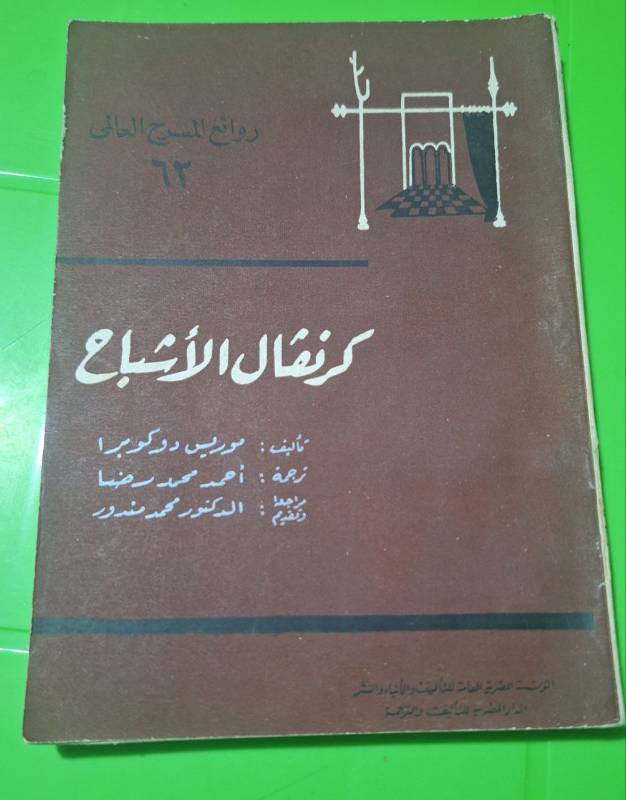 روائع المسرح العالمى
٦٢
كرنقال الأشباح
تأليف : موريس دوكوبرا
ترجمة : أحمد محمد رضا
مراجعة وتقديم : الدكتور محمد مندور
المؤسسة المصرية العامة للتأليف والأنباء والنشر
الدار المصرية للتأليف والترجمة